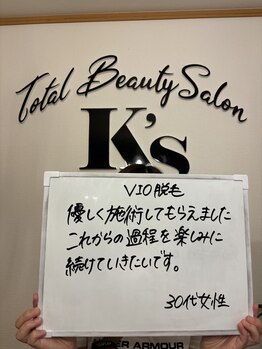 Total Beauty Salon
K's
VIO脱毛
優しく施術してもらえました
これからの過程を楽しみに
続けていきたいです。
30代女性
ER ARMOUR